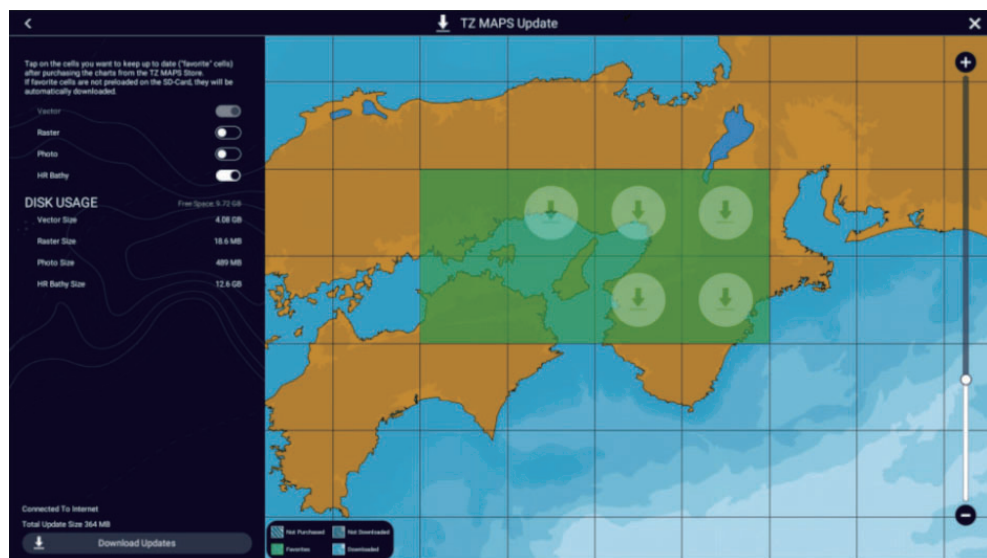 TZ MAPS Update
Tap on the cells you want to keep up to date ("favorite" cells)
after purchasing the charts from the TZ MAPS Store.
If favorite cells are not preloaded on the SD-Card, they will be
automatically downloaded.
Vector
Raster
Photo
HR Bathy
DISK USAGE Free Space: 9.72 GB
Vector Size 4.08 GB
Raster Size 18.6 MB
Photo Size 489 MB
HR Bathy Size 12.6 GB
Connected To Internet
Total Update Size 364 MB
Download Updates
Not Purchased Not Downloaded
Favorites Downloaded